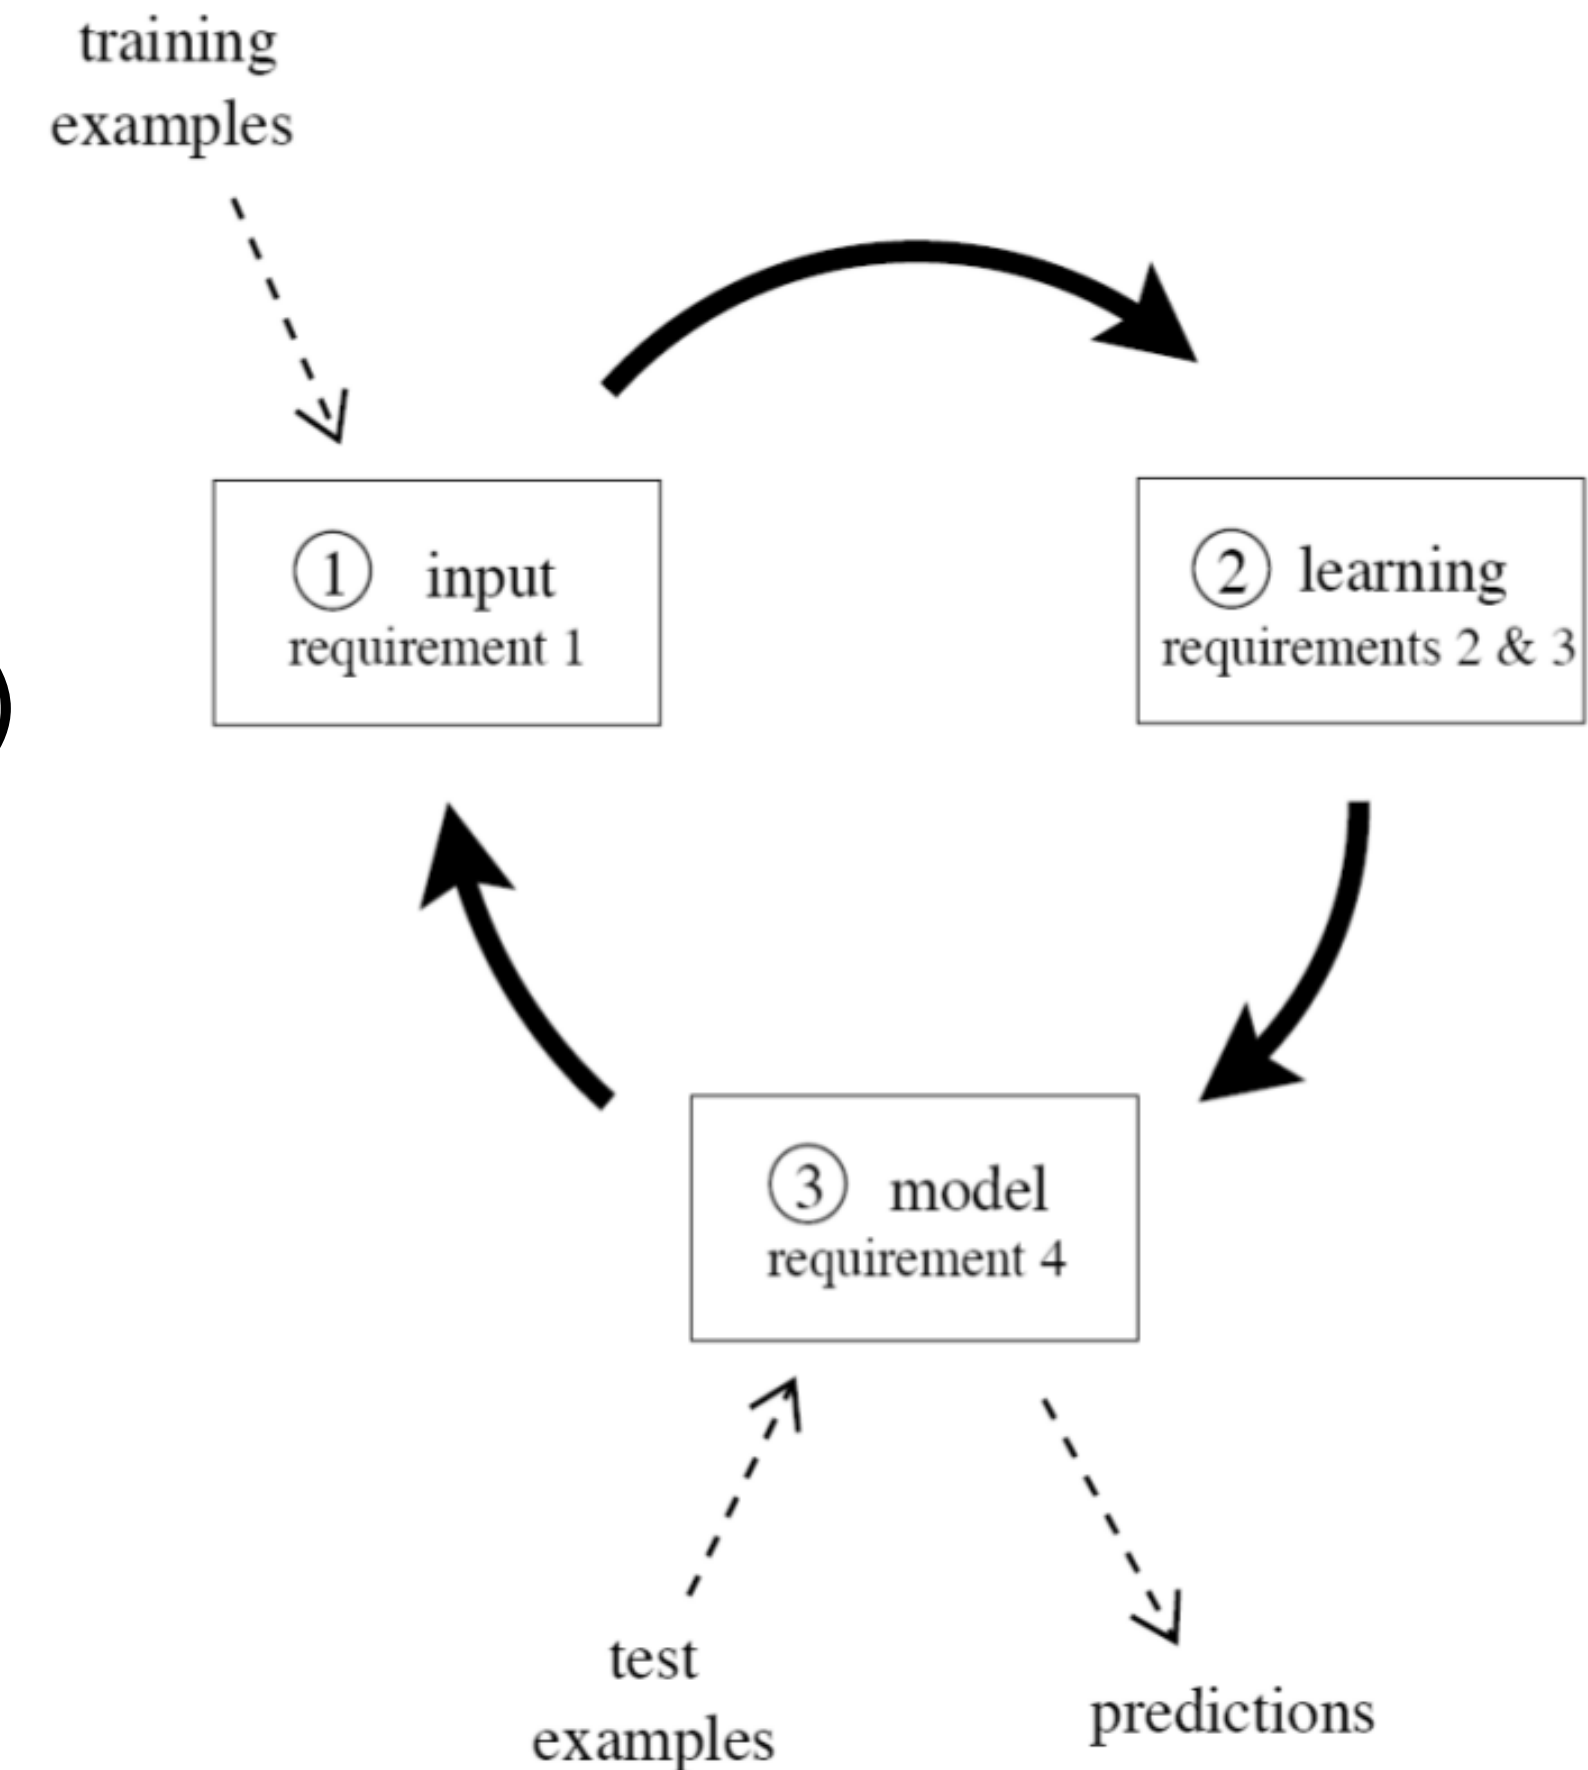 training
examples
1 input
requirement 1
2 learning
requirements 2 & 3
3 model
requirement 4
test
examples
predictions